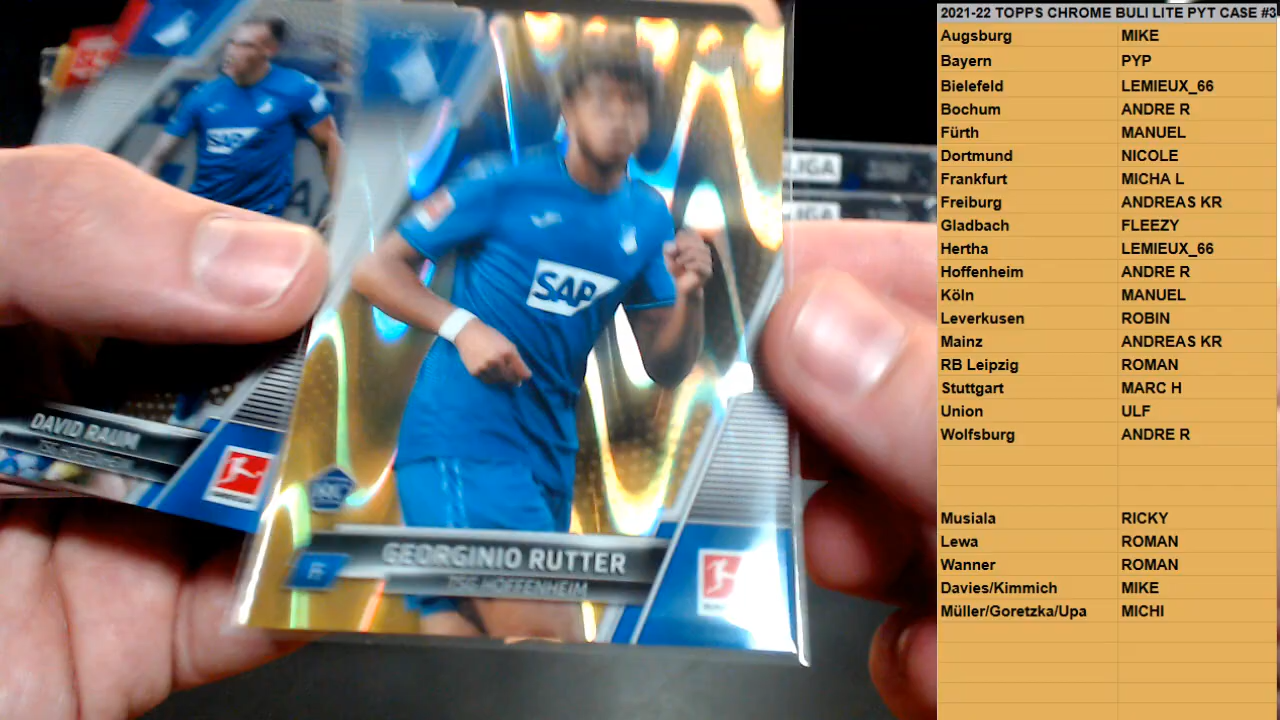 2021-22 TOPPS CHROME BULI LITE PYT CASE #3
Augsburg MIKE
Bayern PYP
Bielefeld LEMIEUX_66
Bochum ANDRE R
Fürth MANUEL
Dortmund NICOLE
Frankfurt MICHA L
Freiburg ANDREAS KR
Gladbach FLEEZY
Hertha LEMIEUX_66
Hoffenheim ANDRE R
Köln MANUEL
Leverkusen ROBIN
Mainz ANDREAS KR
RB Leipzig ROMAN
Stuttgart MARC H
Union ULF
Wolfsburg ANDRE R
Musiala RICKY
Lewa ROMAN
Wanner ROMAN
Davies/Kimmich MIKE
Müller/Goretzka/Upa MICHI
SAP
SAP
DAVID RAUM
TSG HOFFENHEIM
RC
F
GEORGINIO RUTTER
TSG HOFFENHEIM